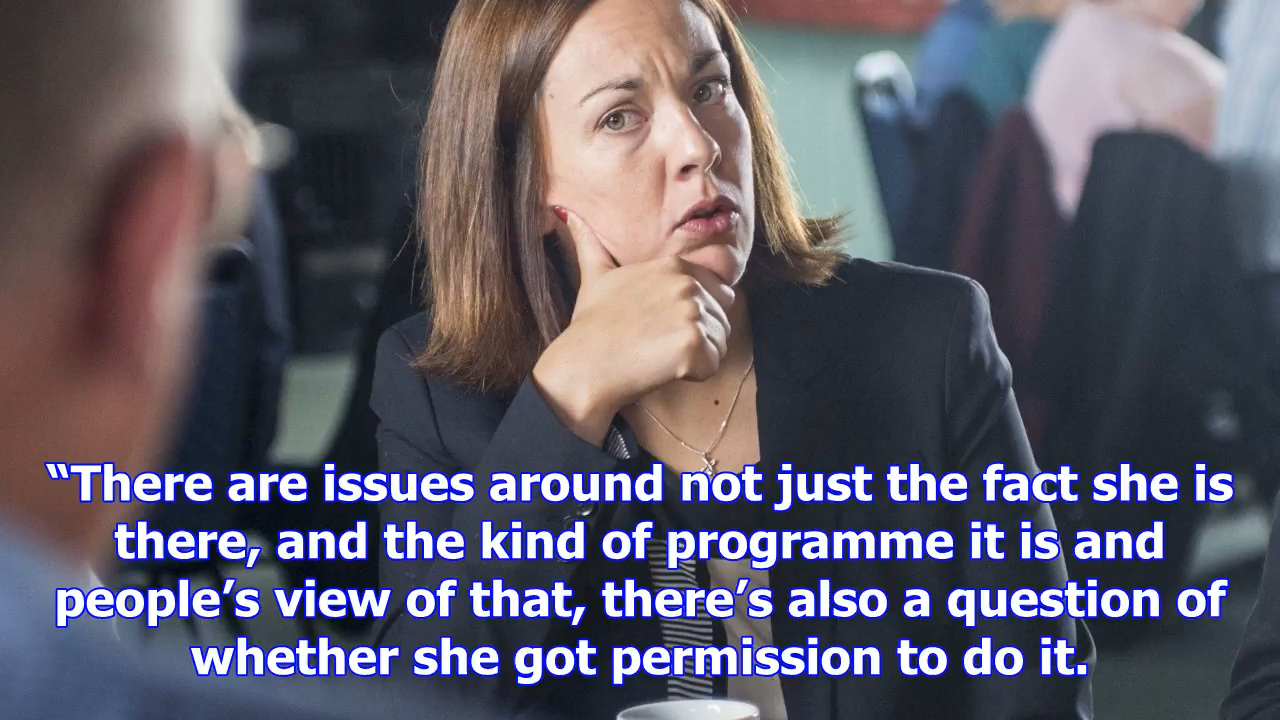 “There are issues around not just the fact she is
there, and the kind of programme it is and
people’s view of that, there’s also a question of
whether she got permission to do it.